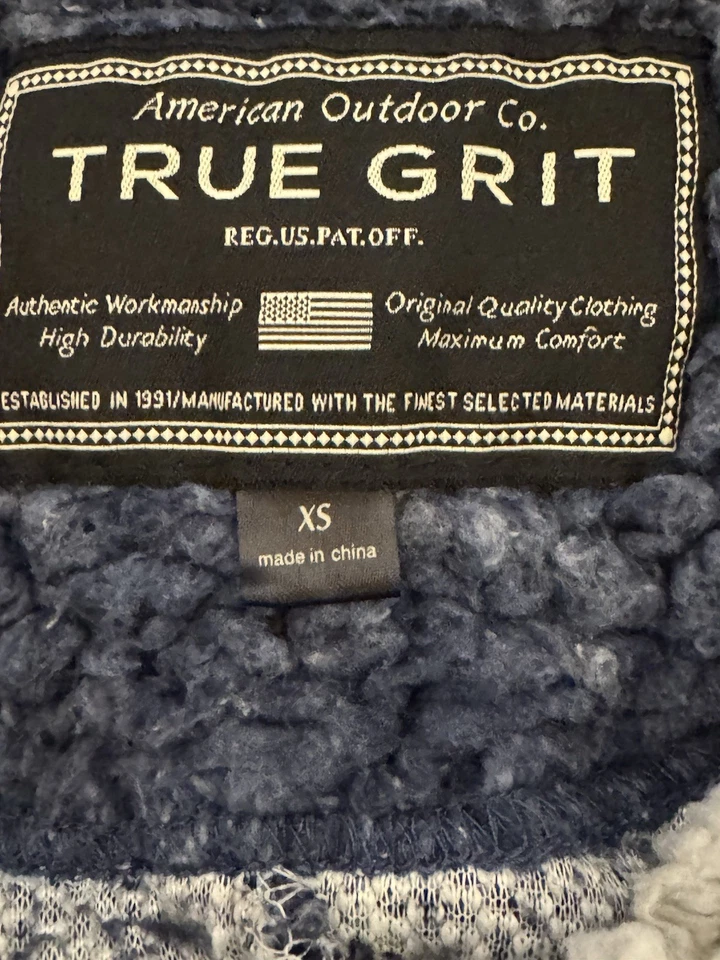 American Outdoor Co.
TRUE GRIT
REG.US.PAT.OFF.
Authentic Workmanship
High Durability
Original Quality Clothing
Maximum Comfort
ESTABLISHED IN 1991/MANUFACTURED WITH THE FINEST SELECTED MATERIALS
XS
made in china